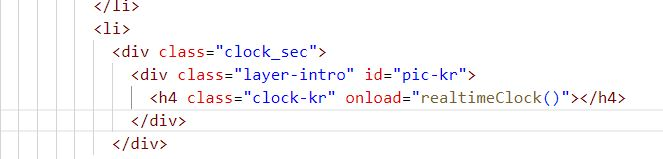 </li>
<li>
<div class="clock_sec">
<div class="layer-intro" id="pic-kr">
<h4 class="clock-kr" onload="realtimeClock()"></h4>
</div>
</div>